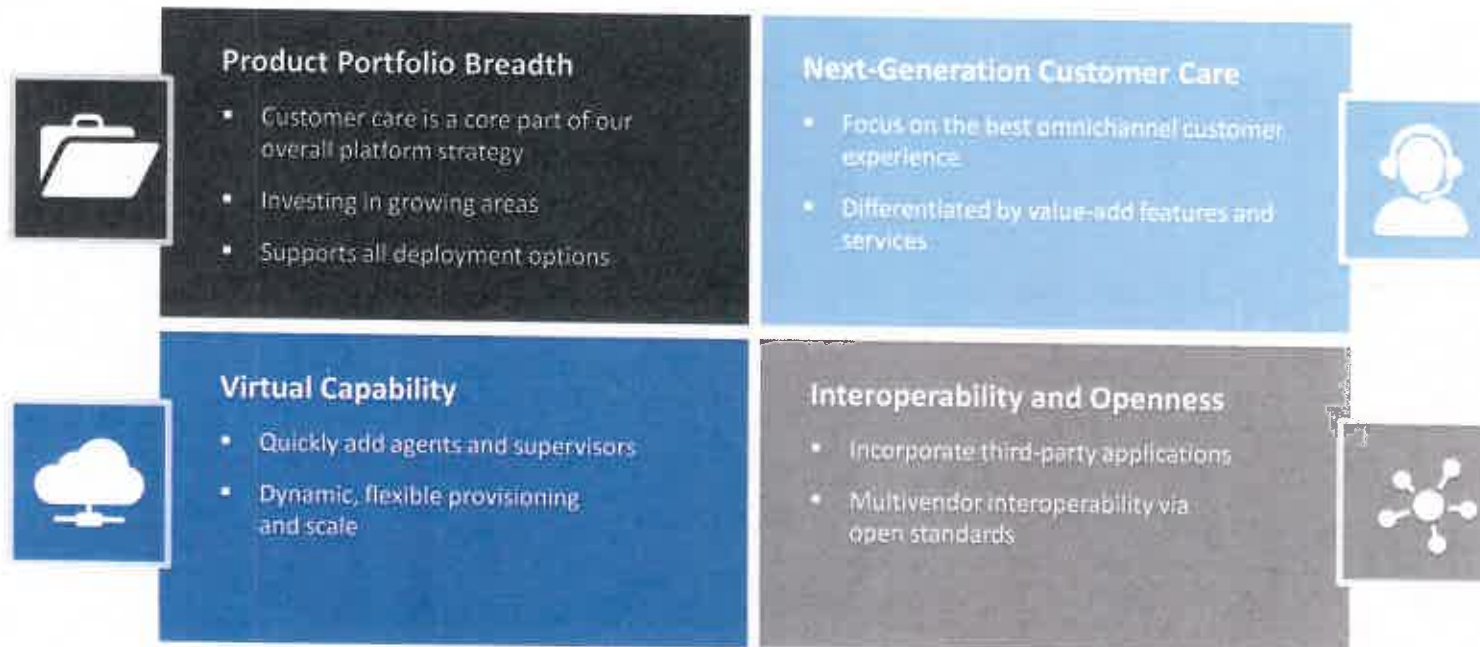 Product Portfolio Breadth
▪ Customer care is a core part of our
overall platform strategy
▪ Investing in growing areas
▪ Supports all deployment options
Next-Generation Customer Care
▪ Focus on the best omnichannel customer
experience
▪ Differentiated by value-add features and
services
Virtual Capability
▪ Quickly add agents and supervisors
▪ Dynamic, flexible provisioning
and scale
Interoperability and Openness
▪ Incorporate third-party applications
▪ Multivendor interoperability via
open standards